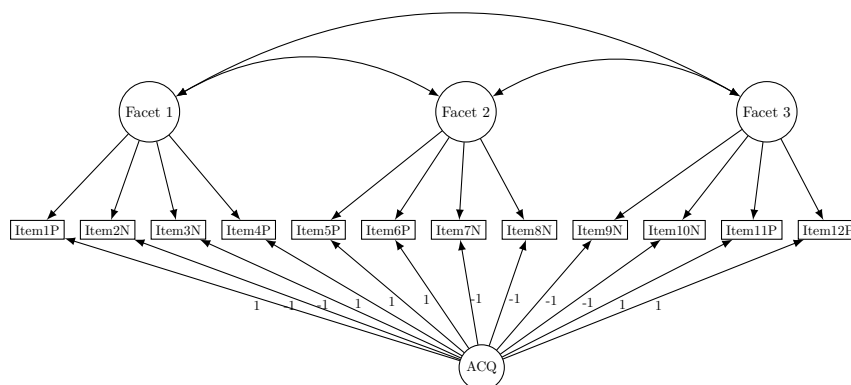 Facet 1 Facet 2 Facet 3
Item1P Item2N Item3N Item4P Item5P Item6P Item7N Item8N Item9N Item10N Item11P Item12P
1 -1 -1 1 1 1 -1 -1 -1 -1 1 1
ACQ